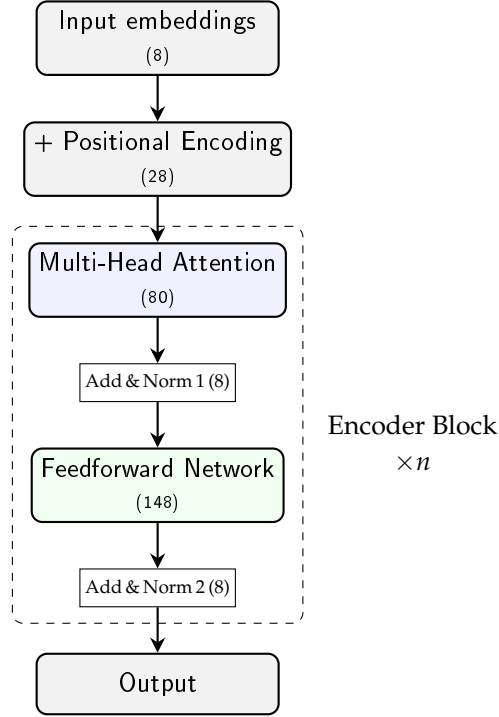 Input embeddings
(8)
+ Positional Encoding
(28)
Multi-Head Attention
(80)
Add & Norm 1 (8)
Encoder Block
×n
Feedforward Network
(148)
Add & Norm 2 (8)
Output